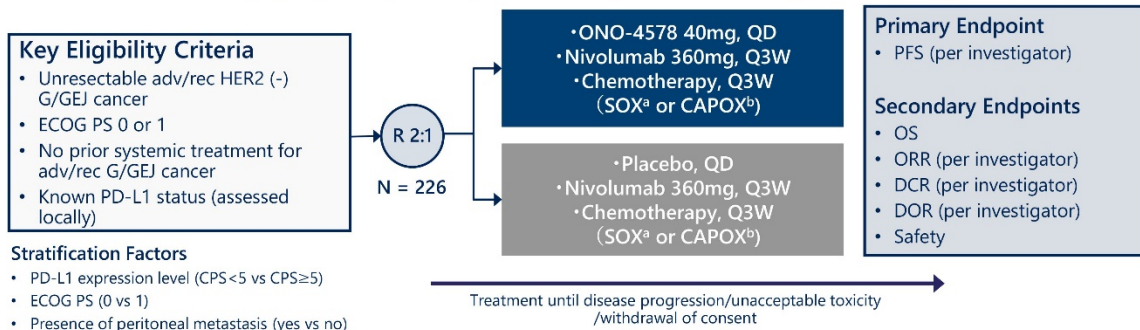 Key Eligibility Criteria
• Unresectable adv/rec HER2 (-)
G/GEJ cancer
• ECOG PS 0 or 1
• No prior systemic treatment for
adv/rec G/GEJ cancer
• Known PD-L1 status (assessed
locally)
Stratification Factors
• PD-L1 expression level (CPS<5 vs CPS≥5)
• ECOG PS (0 vs 1)
• Presence of peritoneal metastasis (yes vs no)
R 2:1
N = 226
•ONO-4578 40mg, QD
•Nivolumab 360mg, Q3W
•Chemotherapy, Q3W
(SOXᵃ or CAPOXᵇ)
•Placebo, QD
•Nivolumab 360mg, Q3W
•Chemotherapy, Q3W
(SOXᵃ or CAPOXᵇ)
Treatment until disease progression/unacceptable toxicity
/withdrawal of consent
Primary Endpoint
• PFS (per investigator)
Secondary Endpoints
• OS
• ORR (per investigator)
• DCR (per investigator)
• DOR (per investigator)
• Safety